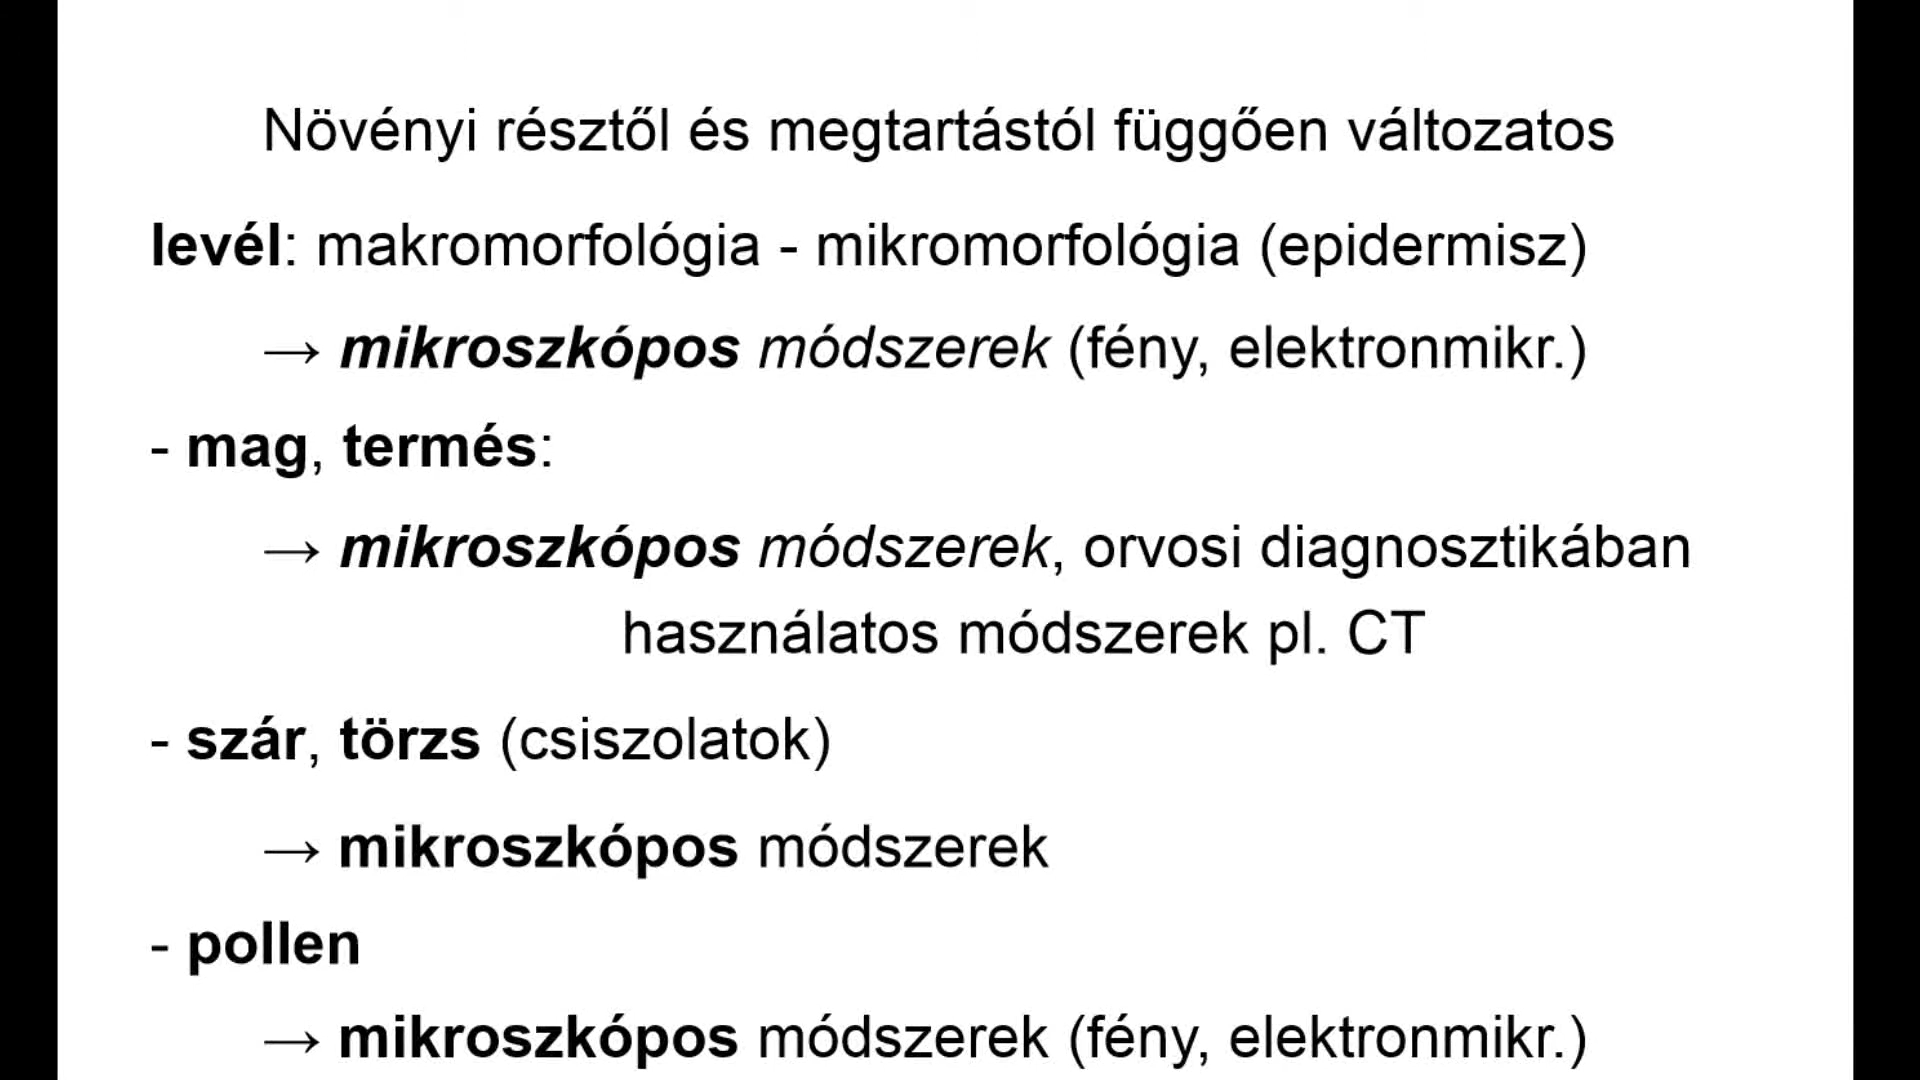 Növényi résztől és megtartástól függően változatos
levél: makromorfológia - mikromorfológia (epidermisz)
→ mikroszkópos módszerek (fény, elektronmikr.)
- mag, termés:
→ mikroszkópos módszerek, orvosi diagnosztikában
használatos módszerek pl. CT
- szár, törzs (csiszolatok)
→ mikroszkópos módszerek
- pollen
→ mikroszkópos módszerek (fény, elektronmikr.)